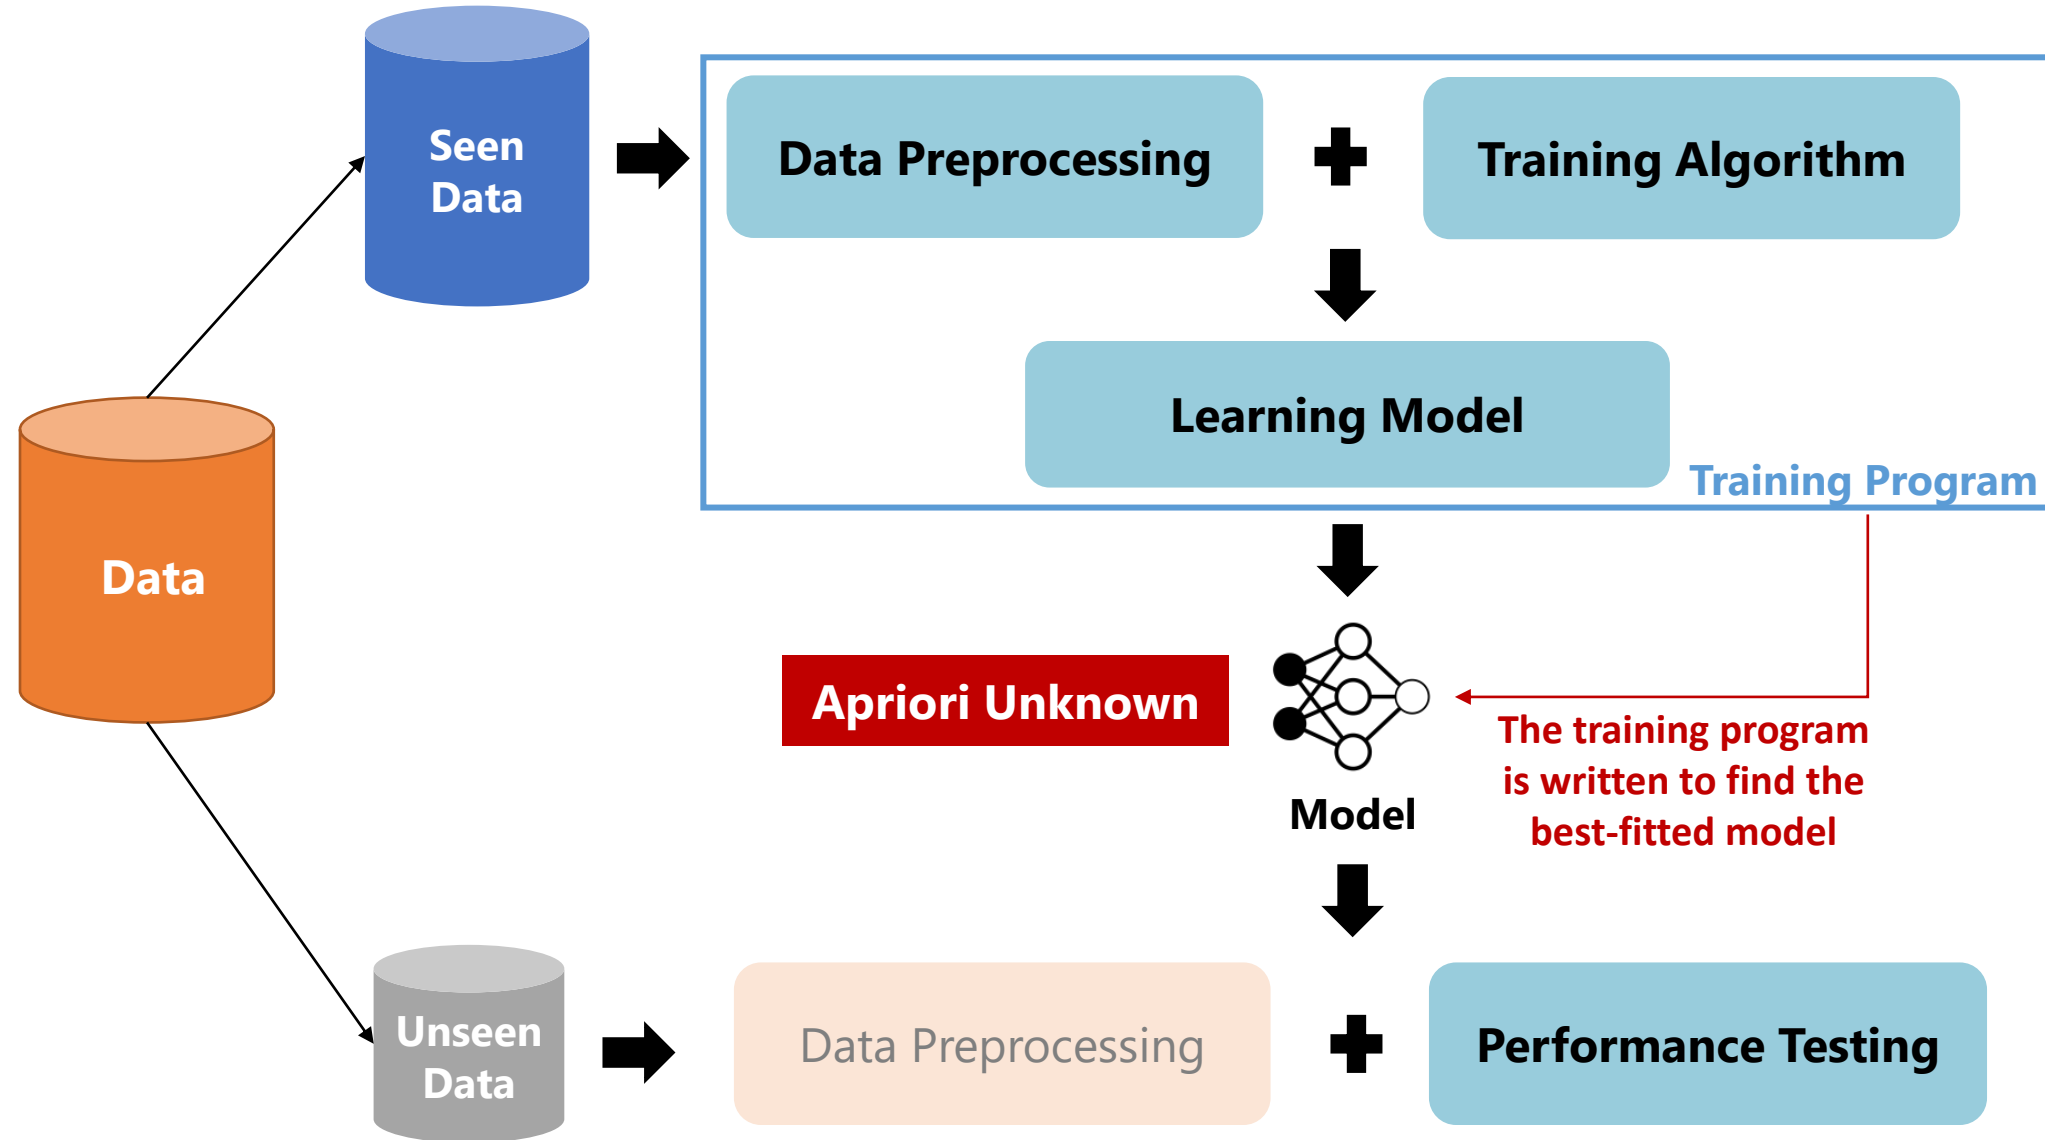 Seen
Data
Data Preprocessing
Training Algorithm
Learning Model
Training Program
Data
Apriori Unknown
Model
The training program
is written to find the
best-fitted model
Unseen
Data
Data Preprocessing
Performance Testing